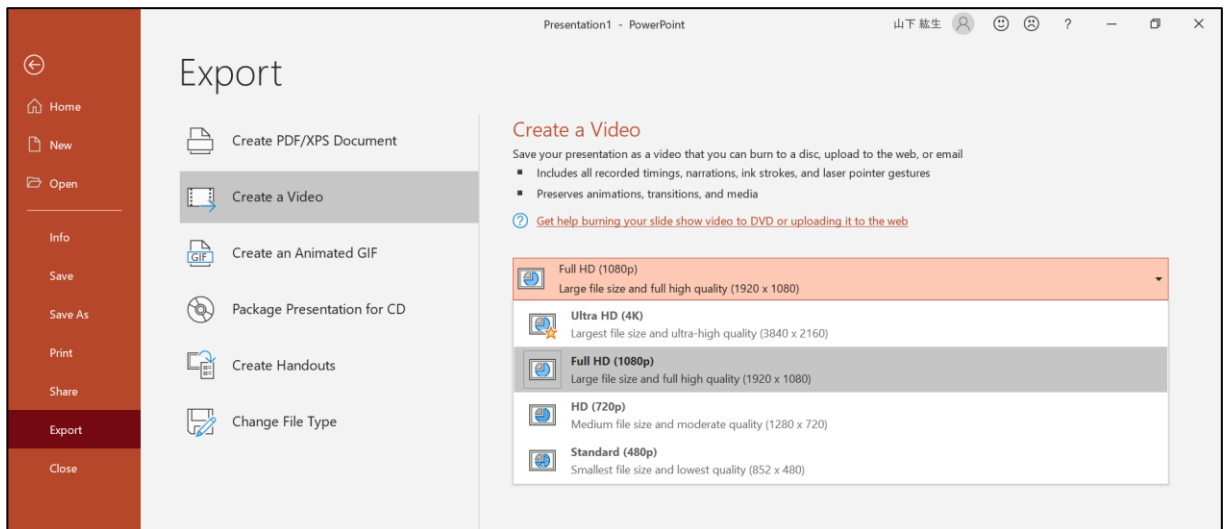 Presentation1 - PowerPoint
山下 紘生
?
Export
Home
New
Open
Info
Save
Save As
Print
Share
Export
Close
Create PDF/XPS Document
Create a Video
Create an Animated GIF
GIF
Package Presentation for CD
Create Handouts
Change File Type
Create a Video
Save your presentation as a video that you can burn to a disc, upload to the web, or email
Includes all recorded timings, narrations, ink strokes, and laser pointer gestures
Preserves animations, transitions, and media
? Get help burning your slide show video to DVD or uploading it to the web
Full HD (1080p)
Large file size and full high quality (1920 x 1080)
Ultra HD (4K)
Largest file size and ultra-high quality (3840 x 2160)
Full HD (1080p)
Large file size and full high quality (1920 x 1080)
HD (720p)
Medium file size and moderate quality (1280 x 720)
Standard (480p)
Smallest file size and lowest quality (852 x 480)